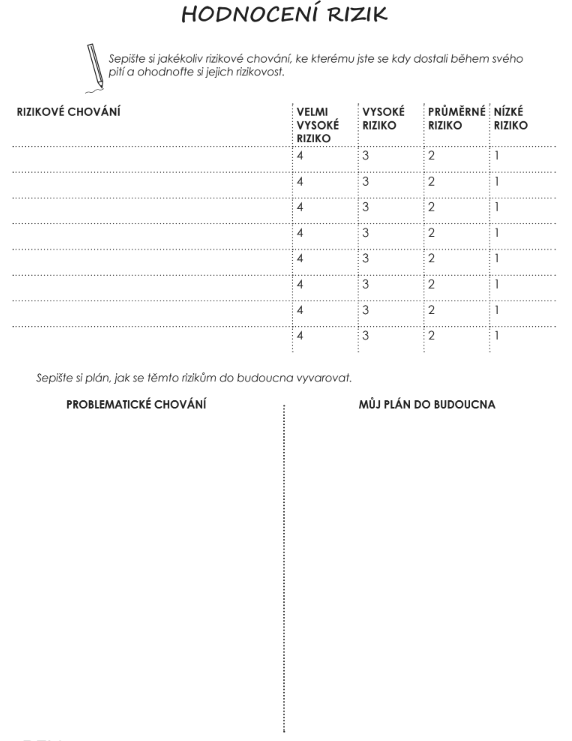 HODNOCENÍ RIZIK
Sepište si jakékoliv rizikové chování, ke kterému jste se kdy dostali během svého
pití a ohodnoťte si jejich rizikovost.
RIZIKOVÉ CHOVÁNÍ VELMI VYSOKÉ RIZIKO VYSOKÉ RIZIKO PRŮMĚRNÉ RIZIKO NÍZKÉ RIZIKO
4 3 2 1
4 3 2 1
4 3 2 1
4 3 2 1
4 3 2 1
4 3 2 1
4 3 2 1
4 3 2 1
Sepište si plán, jak se těmto rizikům do budoucna vyvarovat.
PROBLEMATICKÉ CHOVÁNÍ MŮJ PLÁN DO BUDOUCNA